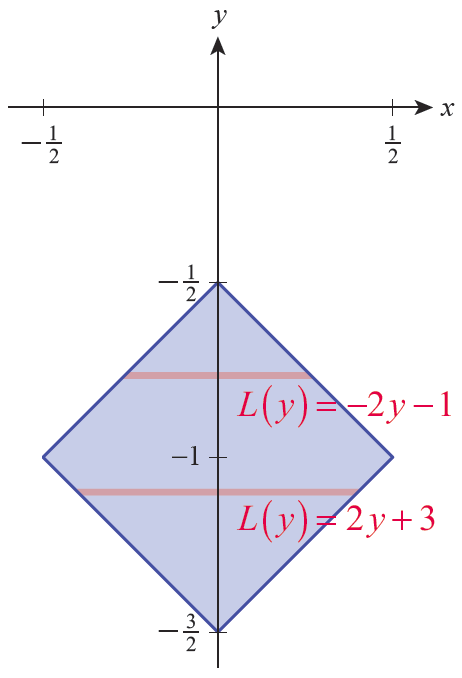 y
x
−1/2
1/2
−1/2
L(y) = −2y − 1
−1
L(y) = 2y + 3
−3/2